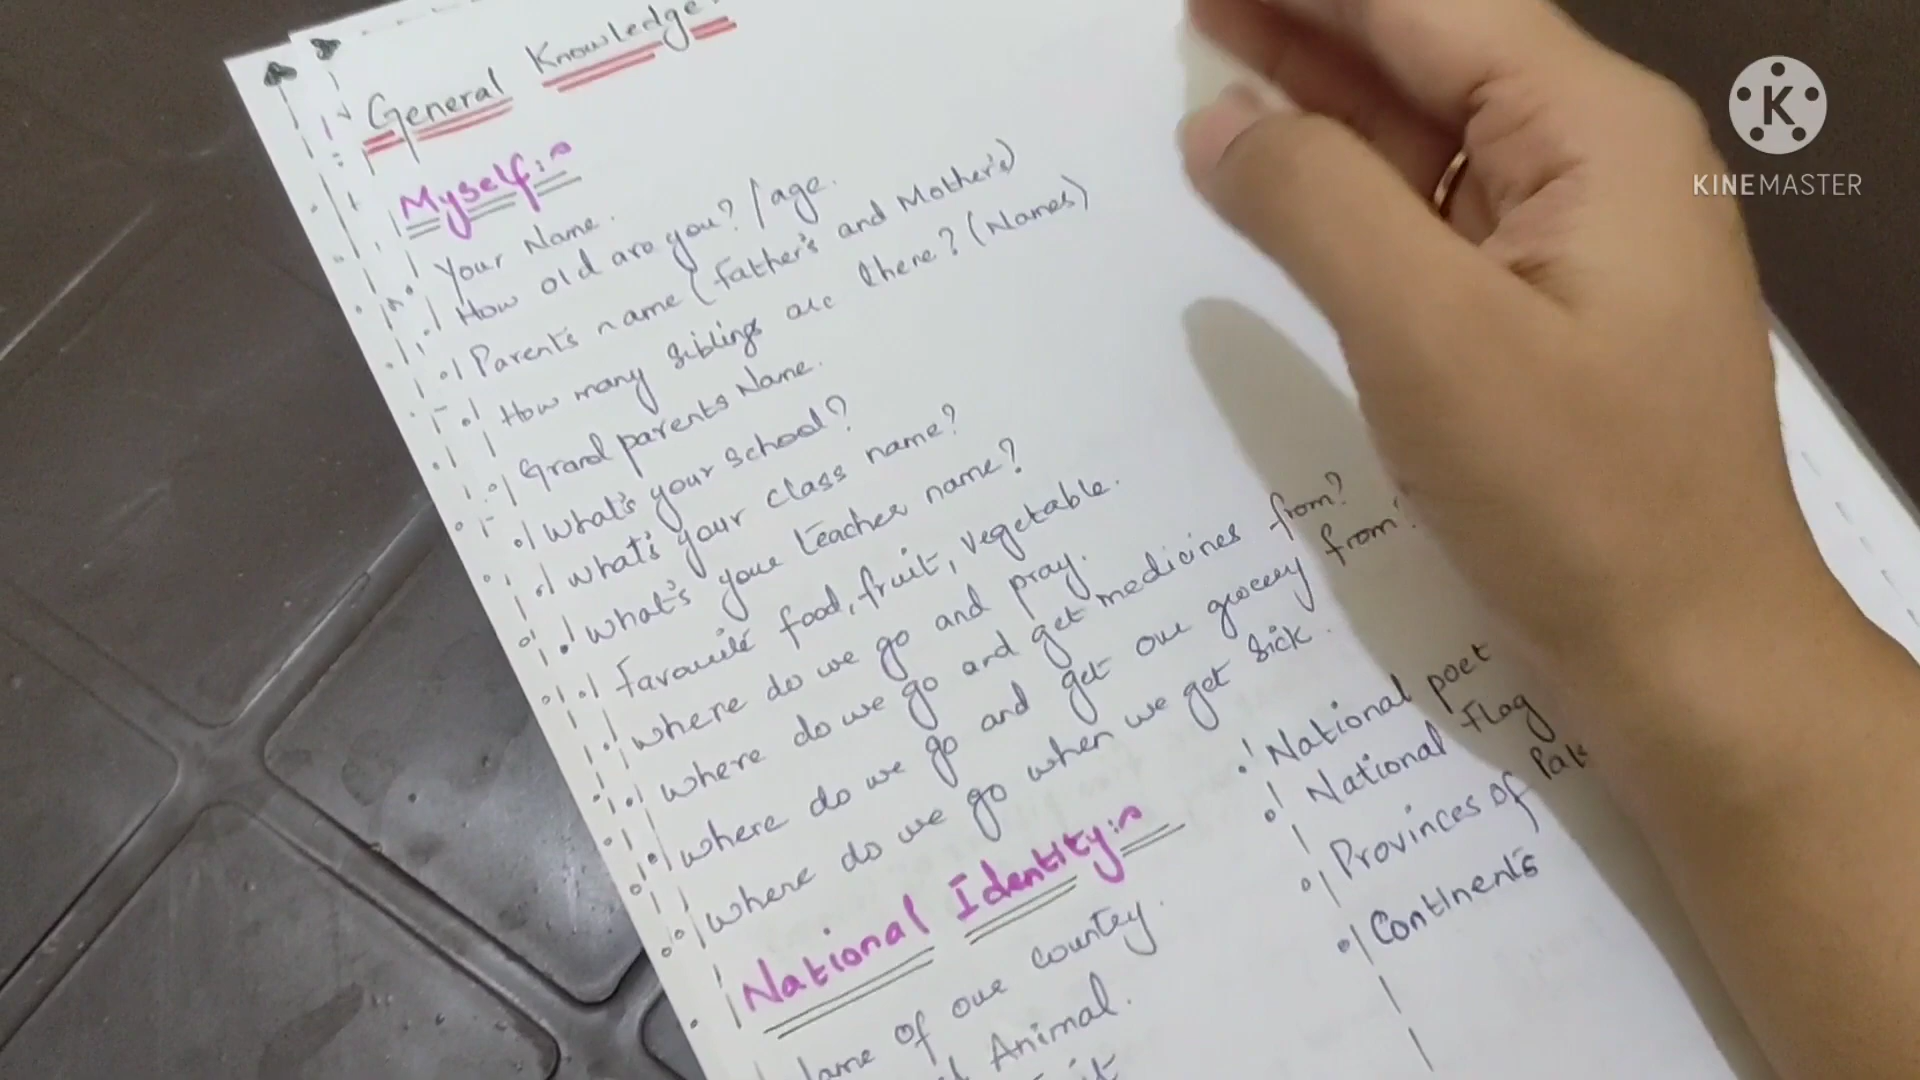 General Knowledge:
Myself:~
Your Name.
How old are you? / age.
Parent's name (Father's and Mother's)
How many siblings are there? (Names)
Grand parents Name.
What's your School?
What's your class name?
What's your teacher name?
Favourite food, fruit, vegetable.
where do we go and pray.
where do we go and get medicines from?
where do we go and get our grocery from?
where do we go when we get sick.
National Identity:~
Name of our country.
Animal.
National poet
National Flag
Provinces of Pak
Continents
K
KINEMASTER